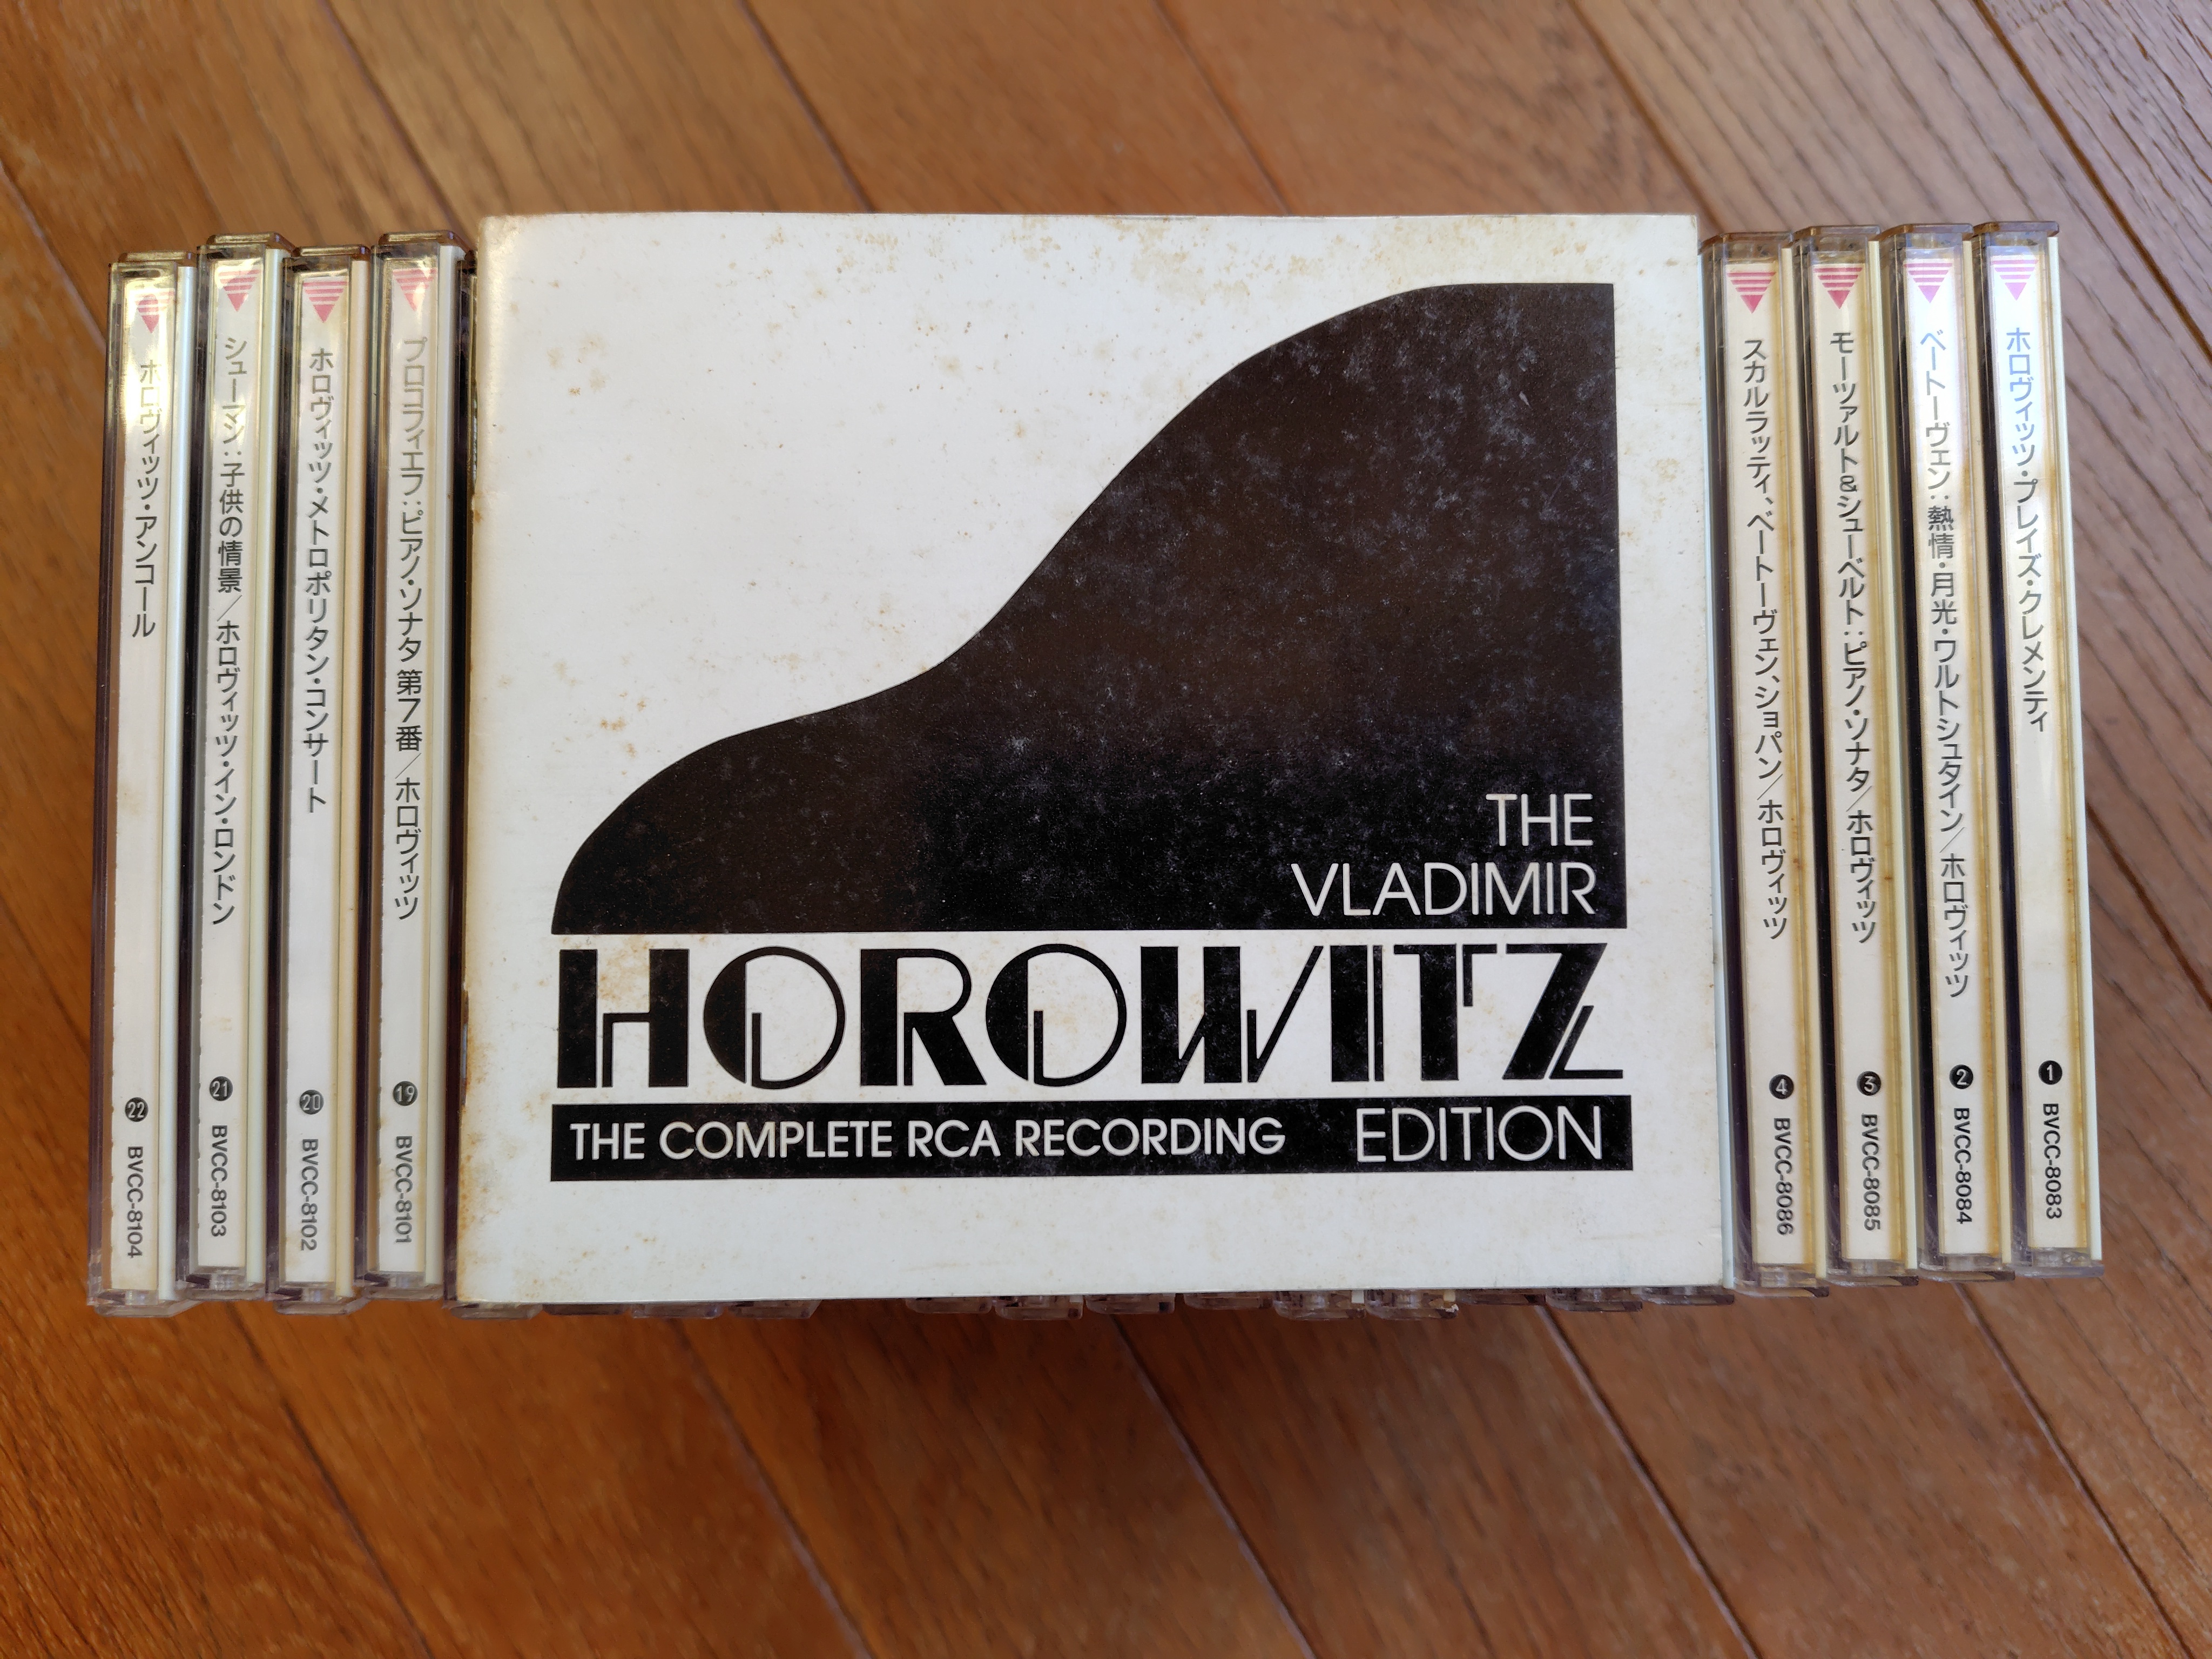 ホロヴィッツ・アンコール ㉒ BVCC-8104
シューマン:子供の情景/ホロヴィッツ・イン・ロンドン ㉑ BVCC-8103
ホロヴィッツ・メトロポリタン・コンサート ⑳ BVCC-8102
プロコフィエフ:ピアノ・ソナタ 第7番/ホロヴィッツ ⑲ BVCC-8101
THE
VLADIMIR
HOROWITZ
THE COMPLETE RCA RECORDING EDITION
スカルラッティ、ベートーヴェン、ショパン/ホロヴィッツ ❹ BVCC-8086
モーツァルト&シューベルト:ピアノ・ソナタ/ホロヴィッツ ❸ BVCC-8085
ベートーヴェン:熱情・月光・ワルトシュタイン/ホロヴィッツ ❷ BVCC-8084
ホロヴィッツ・プレイズ・クレメンティ ❶ BVCC-8083